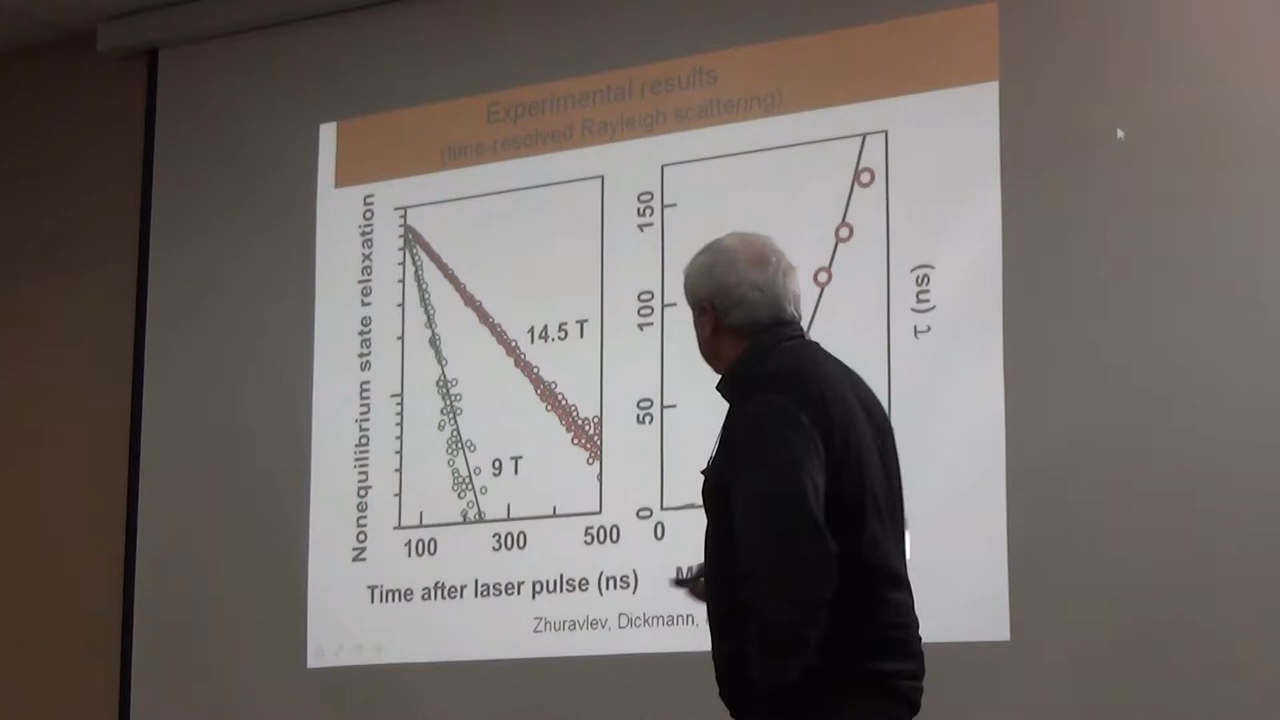 Experimental results
(time-resolved Rayleigh scattering)
Nonequilibrium state relaxation
14.5 T
9 T
100 300 500
Time after laser pulse (ns)
150
100
50
0
0
τ (ns)
Zhuravlev, Dickmann,